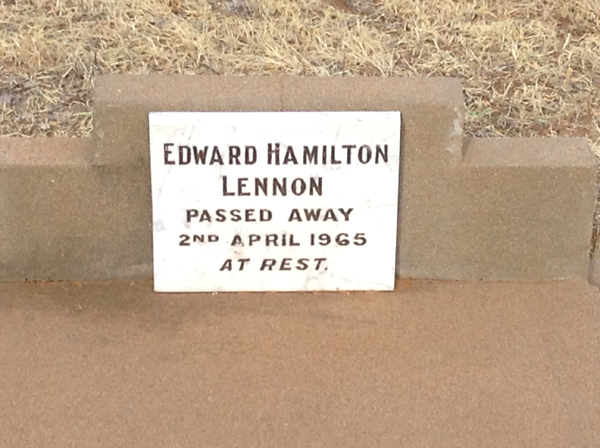 EDWARD HAMILTON
LENNON
PASSED AWAY
2ND APRIL 1965
AT REST.